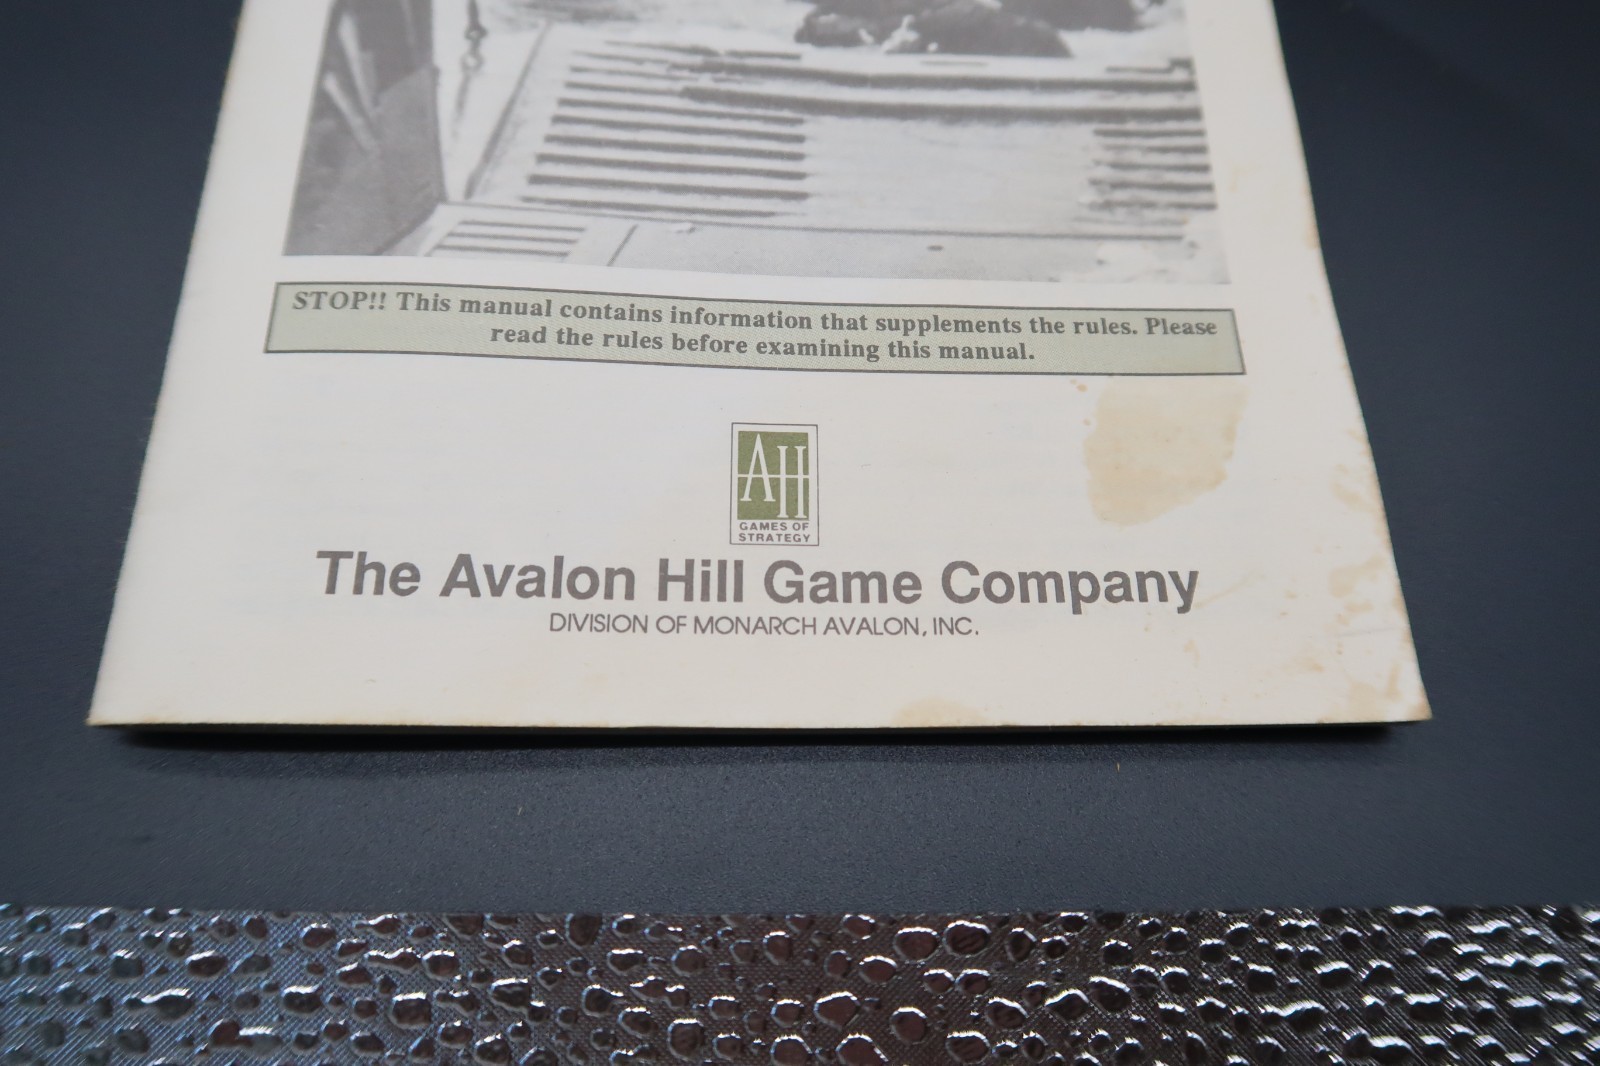 STOP!! This manual contains information that supplements the rules. Please
read the rules before examining this manual.
AH
GAMES OF
STRATEGY
The Avalon Hill Game Company
DIVISION OF MONARCH AVALON, INC.